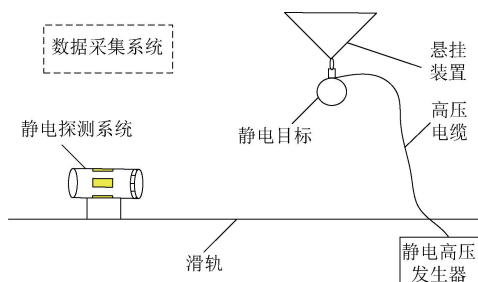 数据采集系统
悬挂
装置
静电探测系统
静电目标
高压
电缆
滑轨
静电高压
发生器